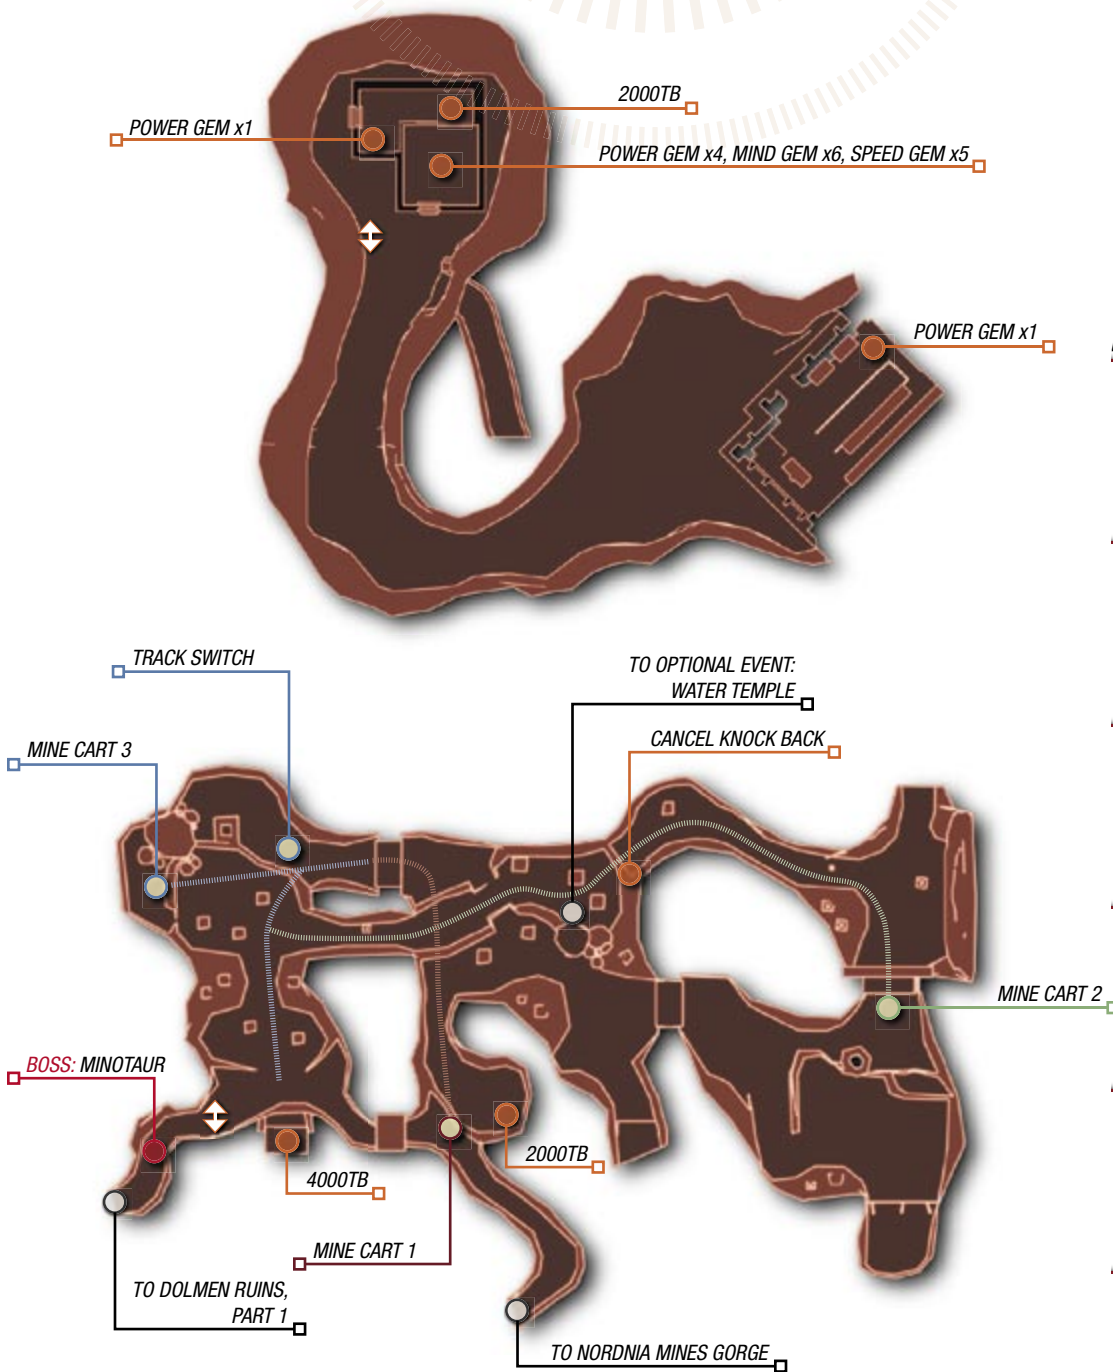 2000TB
POWER GEM x1
POWER GEM x4, MIND GEM x6, SPEED GEM x5
POWER GEM x1
TRACK SWITCH
TO OPTIONAL EVENT:
WATER TEMPLE
CANCEL KNOCK BACK
MINE CART 3
MINE CART 2
BOSS: MINOTAUR
2000TB
4000TB
MINE CART 1
TO DOLMEN RUINS,
PART 1
TO NORDNIA MINES GORGE